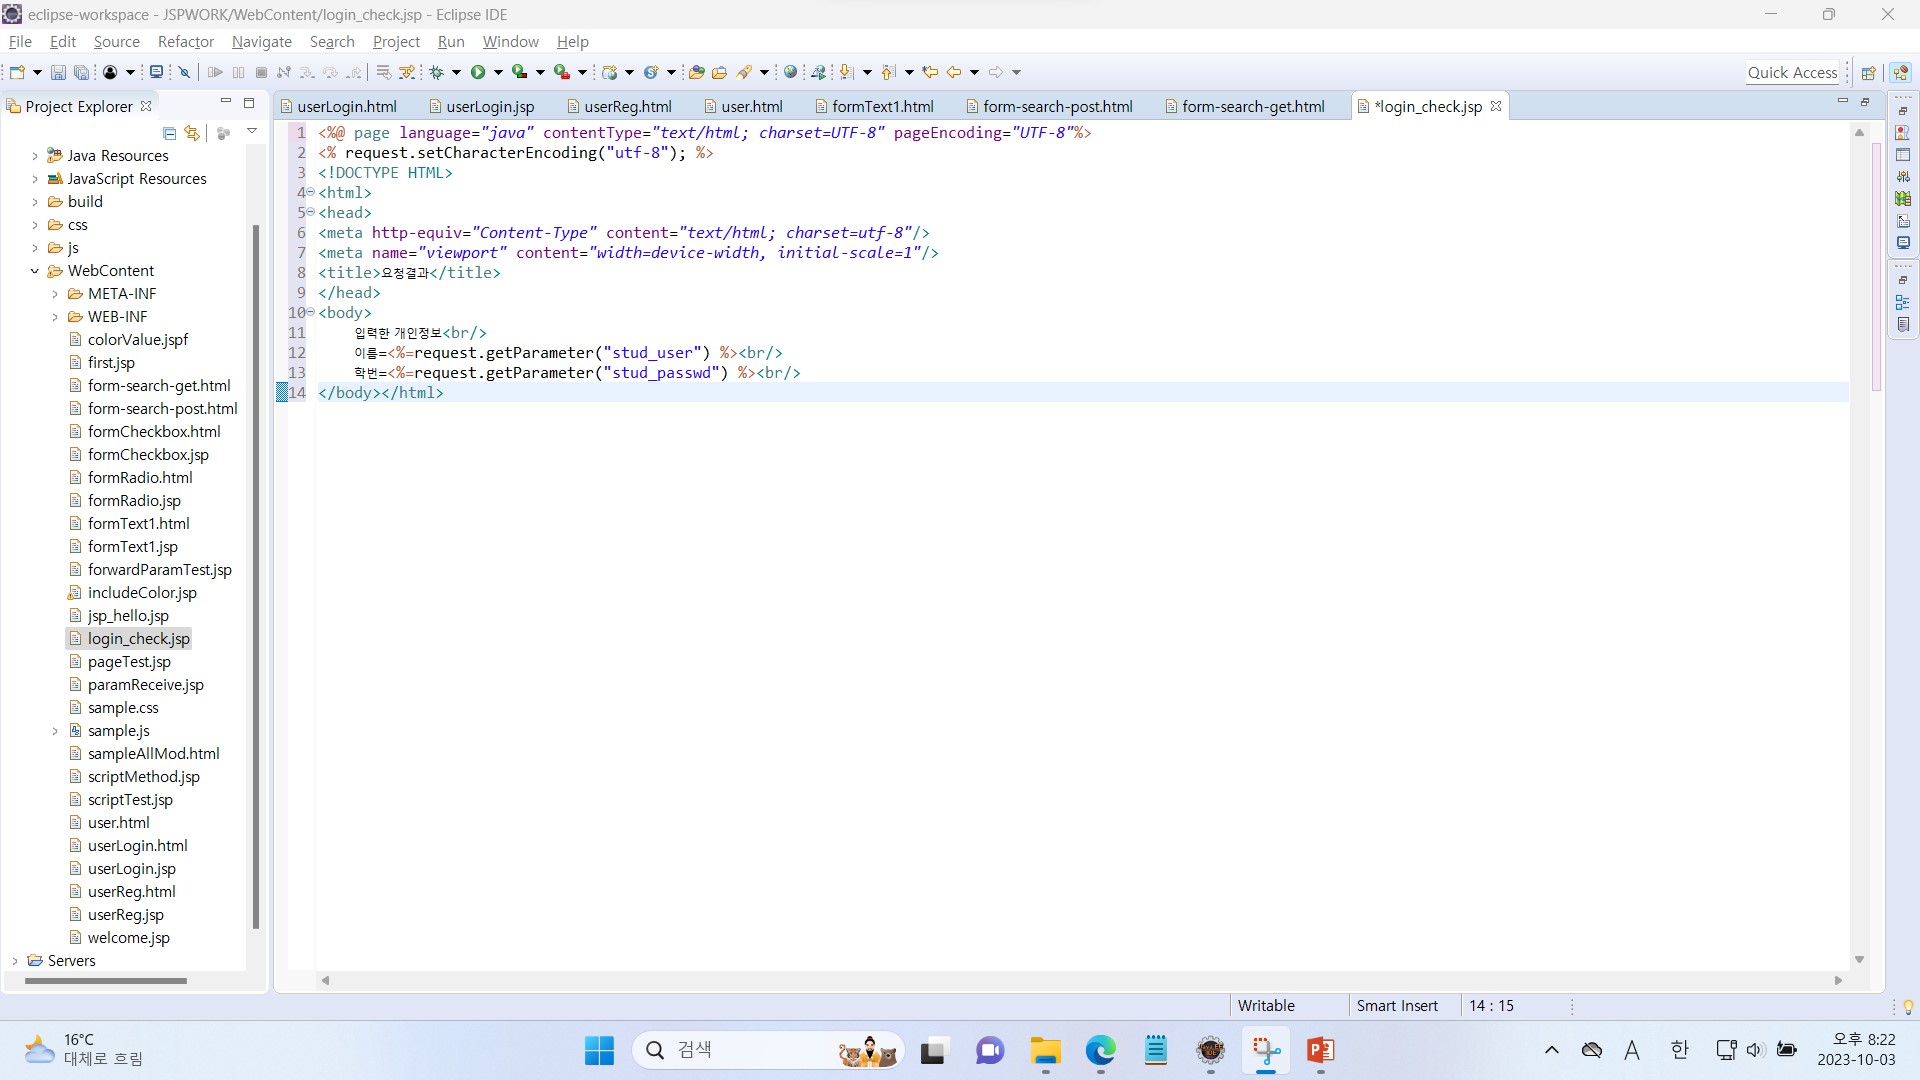 eclipse-workspace - JSPWORK/WebContent/login_check.jsp - Eclipse IDE
File Edit Source Refactor Navigate Search Project Run Window Help
Quick Access
Project Explorer
userLogin.html userLogin.jsp userReg.html user.html formText1.html form-search-post.html form-search-get.html *login_check.jsp
Java Resources
JavaScript Resources
build
css
js
WebContent
META-INF
WEB-INF
colorValue.jspf
first.jsp
form-search-get.html
form-search-post.html
formCheckbox.html
formCheckbox.jsp
formRadio.html
formRadio.jsp
formText1.html
formText1.jsp
forwardParamTest.jsp
includeColor.jsp
jsp_hello.jsp
login_check.jsp
pageTest.jsp
paramReceive.jsp
sample.css
sample.js
sampleAllMod.html
scriptMethod.jsp
scriptTest.jsp
user.html
userLogin.html
userLogin.jsp
userReg.html
userReg.jsp
welcome.jsp
Servers
1 <%@ page language="java" contentType="text/html; charset=UTF-8" pageEncoding="UTF-8"%>
2 <% request.setCharacterEncoding("utf-8"); %>
3 <!DOCTYPE HTML>
4 <html>
5 <head>
6 <meta http-equiv="Content-Type" content="text/html; charset=utf-8"/>
7 <meta name="viewport" content="width=device-width, initial-scale=1"/>
8 <title>요청결과</title>
9 </head>
10 <body>
11 입력한 개인정보<br/>
12 이름=<%=request.getParameter("stud_user") %><br/>
13 학번=<%=request.getParameter("stud_passwd") %><br/>
14 </body></html>
Writable Smart Insert 14 : 15
16°C
대체로 흐림
검색
A 한
오후 8:22
2023-10-03